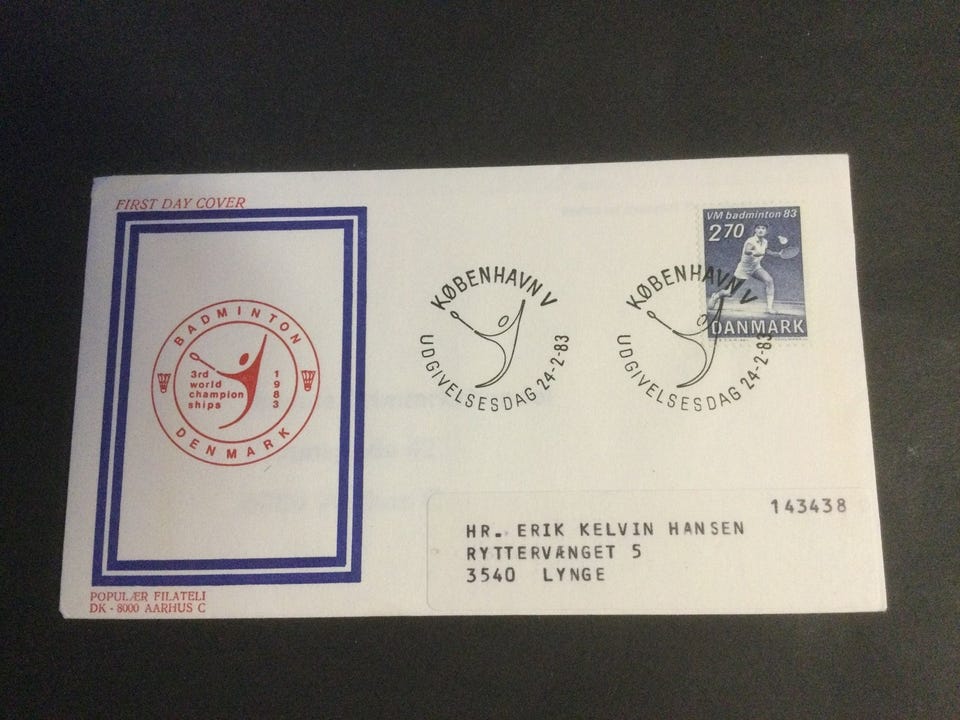 FIRST DAY COVER
BADMINTON
3rd
world
champion
ships
1983
DENMARK
POPULÆR FILATELI
DK - 8000 AARHUS C
KØBENHAVN V
UDGIVELSESDAG 24-2-83
KØBENHAVN V
UDGIVELSESDAG 24-2-83
VM badminton 83
270
DANMARK
143438
HR. ERIK KELVIN HANSEN
RYTTERVÆNGET 5
3540 LYNGE